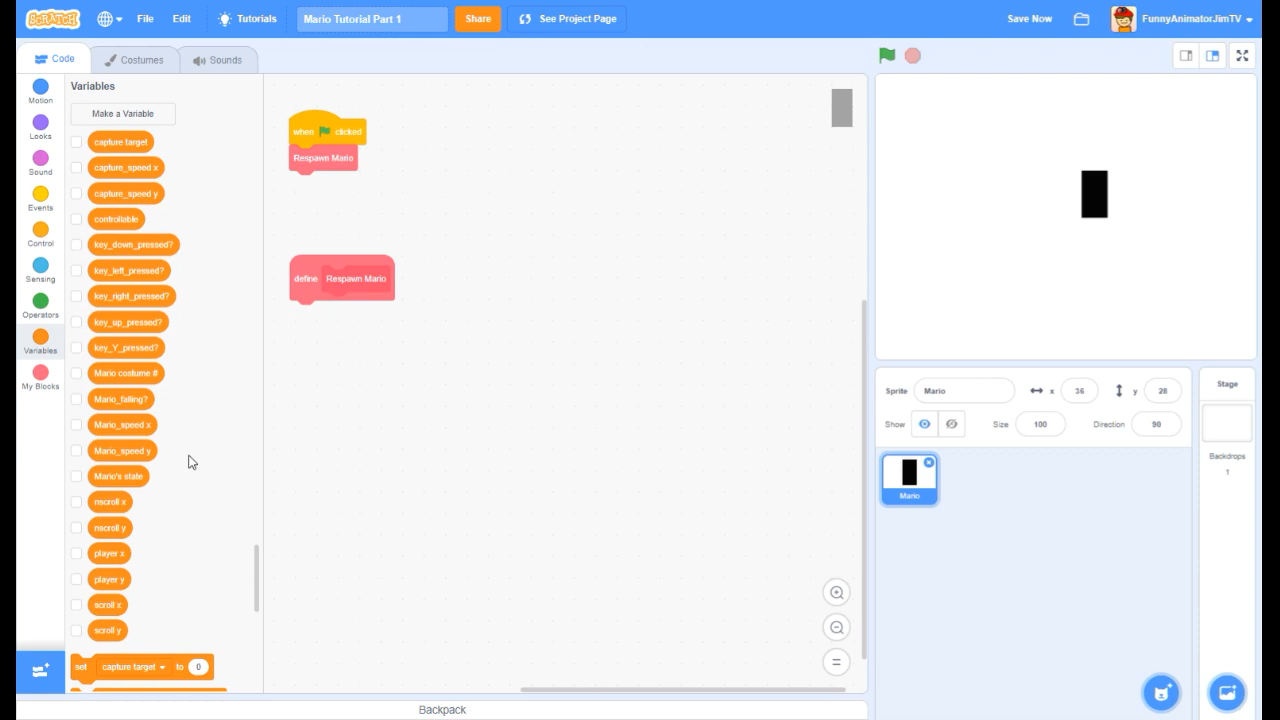 SCRATCH File Edit Tutorials Mario Tutorial Part 1 Share See Project Page Save Now FunnyAnimatorJimTV
Code Costumes Sounds
Motion
Looks
Sound
Events
Control
Sensing
Operators
Variables
My Blocks
Variables
Make a Variable
capture target
capture_speed x
capture_speed y
controllable
key_down_pressed?
key_left_pressed?
key_right_pressed?
key_up_pressed?
key_Y_pressed?
Mario costume #
Mario_falling?
Mario_speed x
Mario_speed y
Mario's state
nscroll x
nscroll y
player x
player y
scroll x
scroll y
set capture target to 0
when clicked
Respawn Mario
define Respawn Mario
Sprite Mario x 36 y 28
Show Size 100 Direction 90
Mario
Stage
Backdrops
1
Backpack